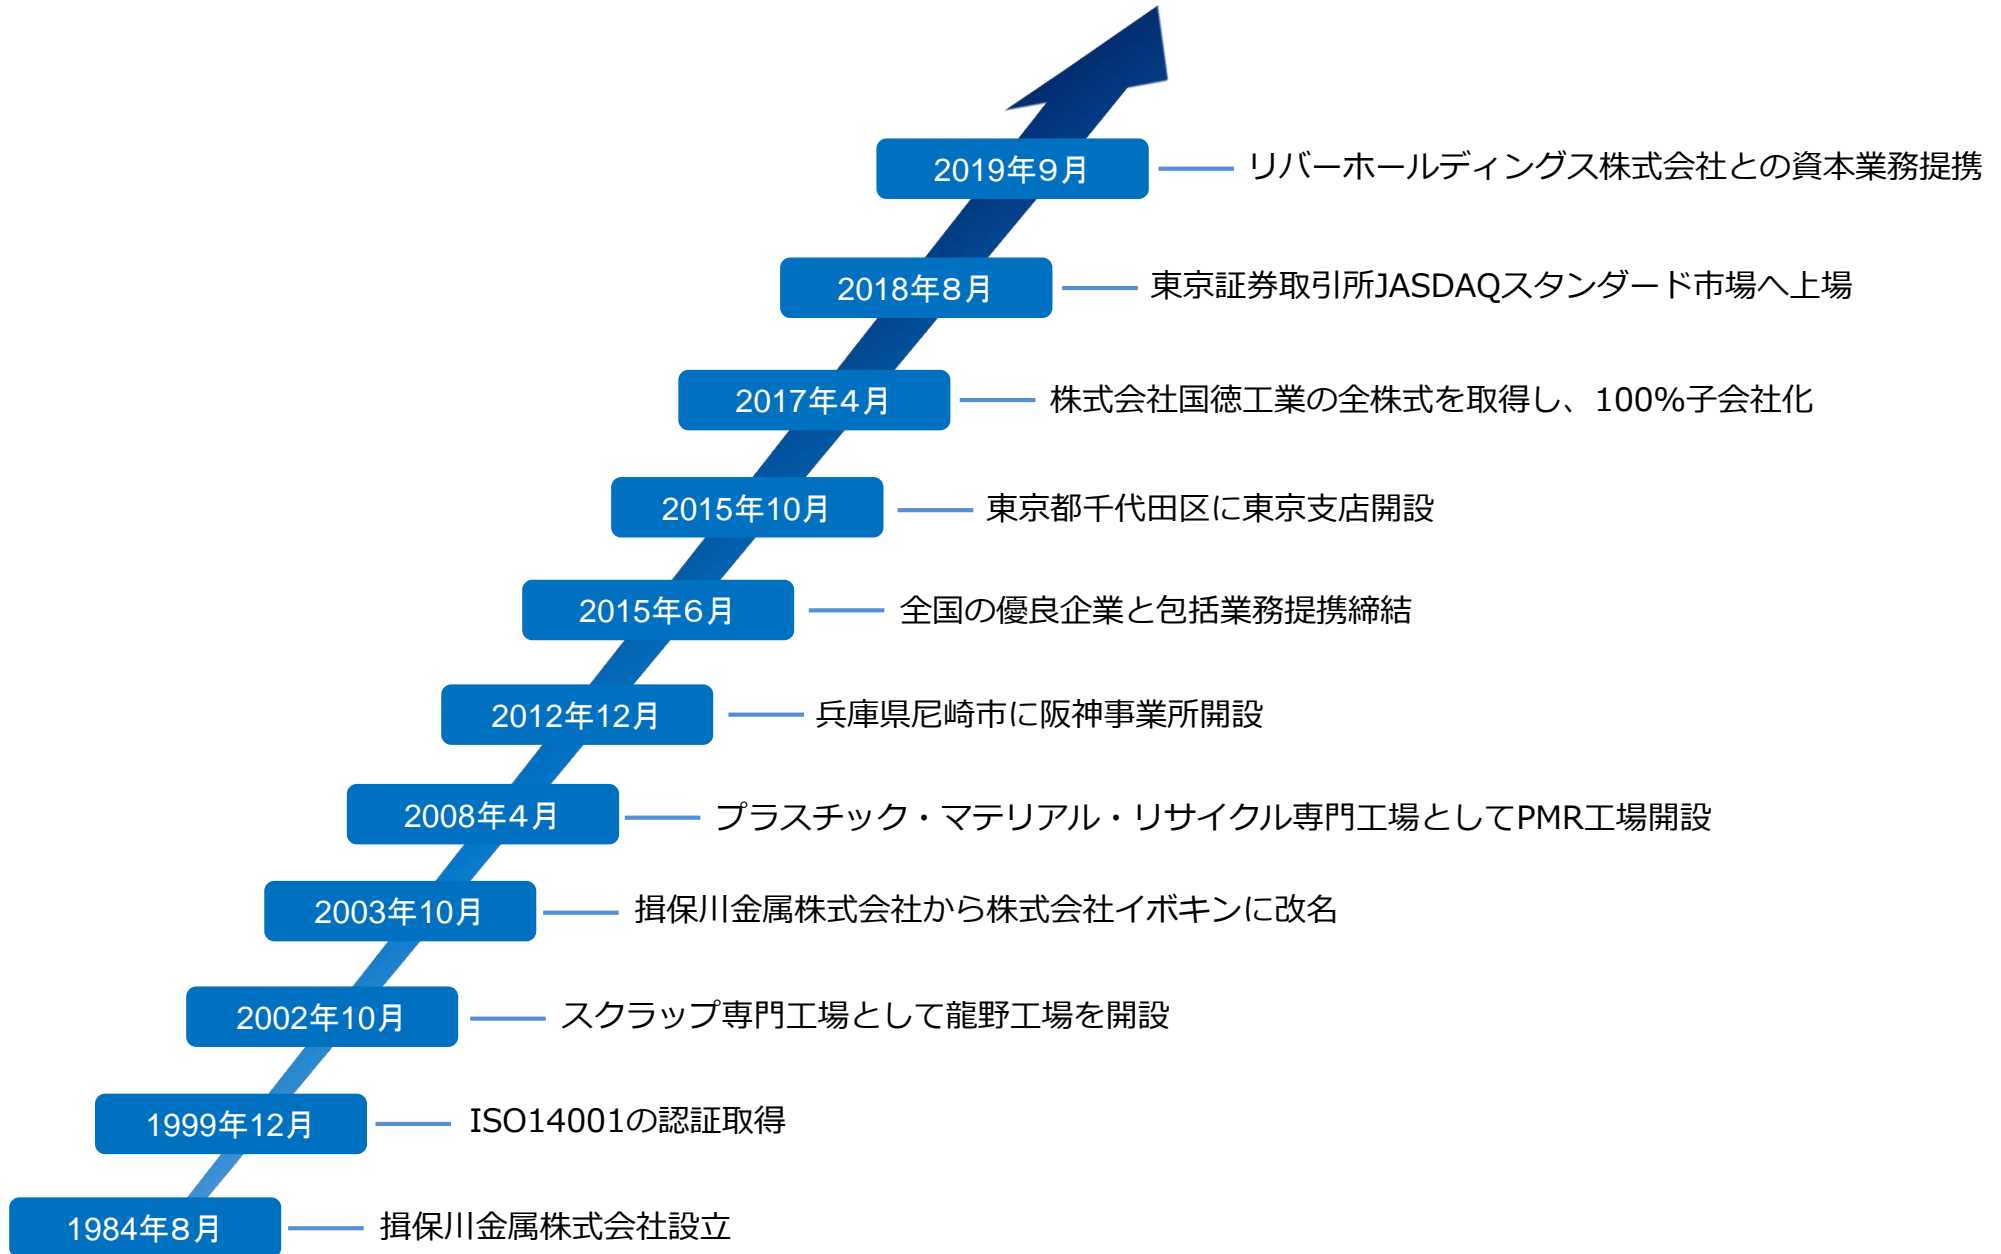 2019年９月 リバーホールディングス株式会社との資本業務提携
2018年８月 東京証券取引所JASDAQスタンダード市場へ上場
2017年４月 株式会社国徳工業の全株式を取得し、100%子会社化
2015年10月 東京都千代田区に東京支店開設
2015年６月 全国の優良企業と包括業務提携締結
2012年12月 兵庫県尼崎市に阪神事業所開設
2008年４月 プラスチック・マテリアル・リサイクル専門工場としてPMR工場開設
2003年10月 揖保川金属株式会社から株式会社イボキンに改名
2002年10月 スクラップ専門工場として龍野工場を開設
1999年12月 ISO14001の認証取得
1984年８月 揖保川金属株式会社設立